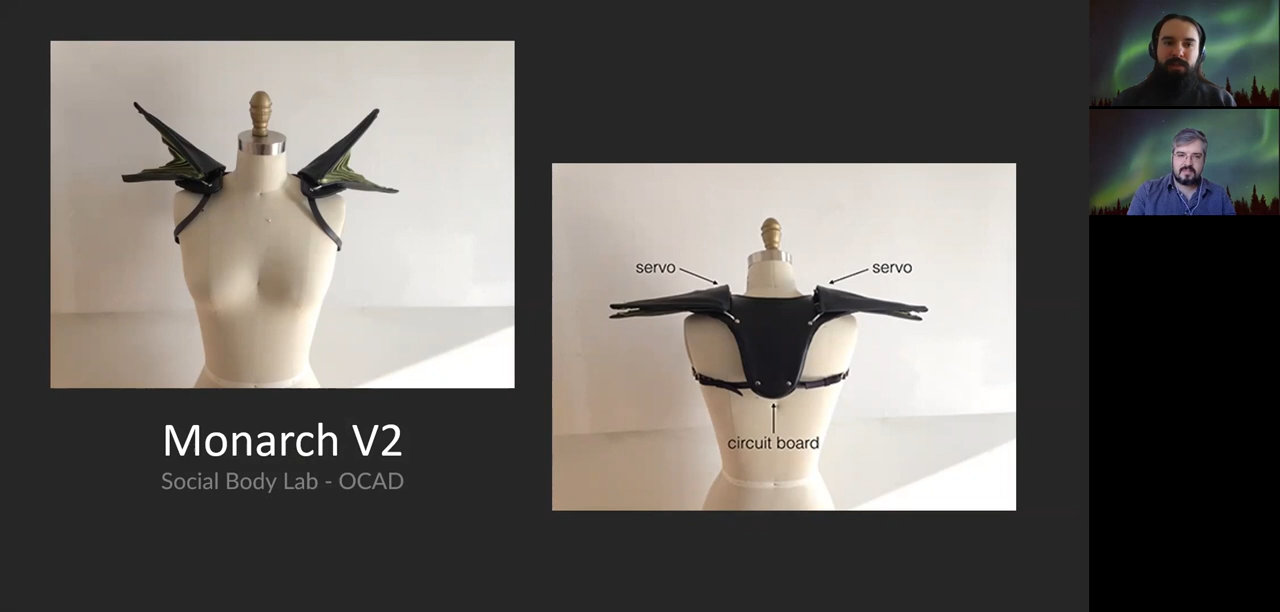 Monarch V2
Social Body Lab - OCAD
servo
servo
circuit board